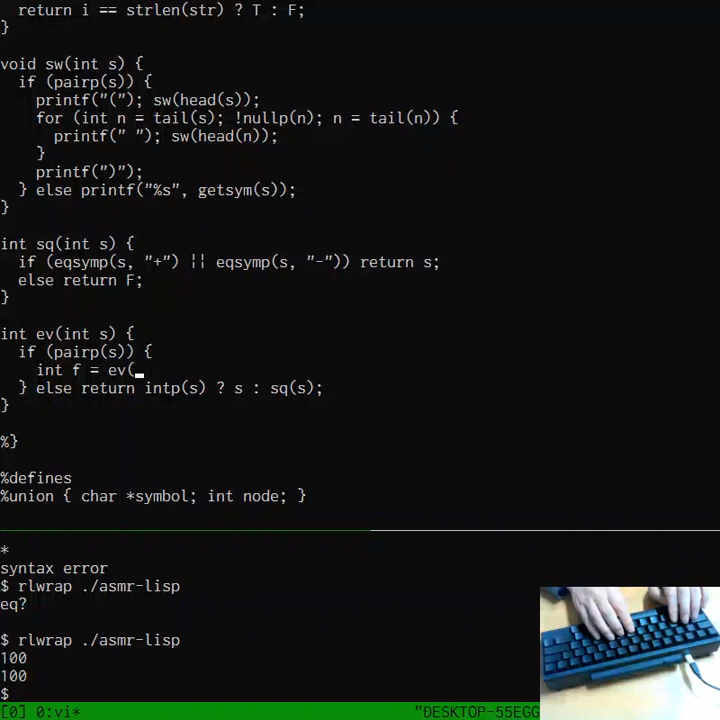 return i == strlen(str) ? T : F;
}

void sw(int s) {
  if (pairp(s)) {
    printf("("); sw(head(s));
    for (int n = tail(s); !nullp(n); n = tail(n)) {
      printf(" "); sw(head(n));
    }
    printf(")");
  } else printf("%s", getsym(s));
}

int sq(int s) {
  if (eqsymp(s, "+") || eqsymp(s, "-")) return s;
  else return F;
}

int ev(int s) {
  if (pairp(s)) {
    int f = ev(
  } else return intp(s) ? s : sq(s);
}

%}

%defines
%union { char *symbol; int node; }

*
syntax error
$ rlwrap ./asmr-lisp
eq?

$ rlwrap ./asmr-lisp
100
100
$
[0] 0:vi* "DESKTOP-55EGG